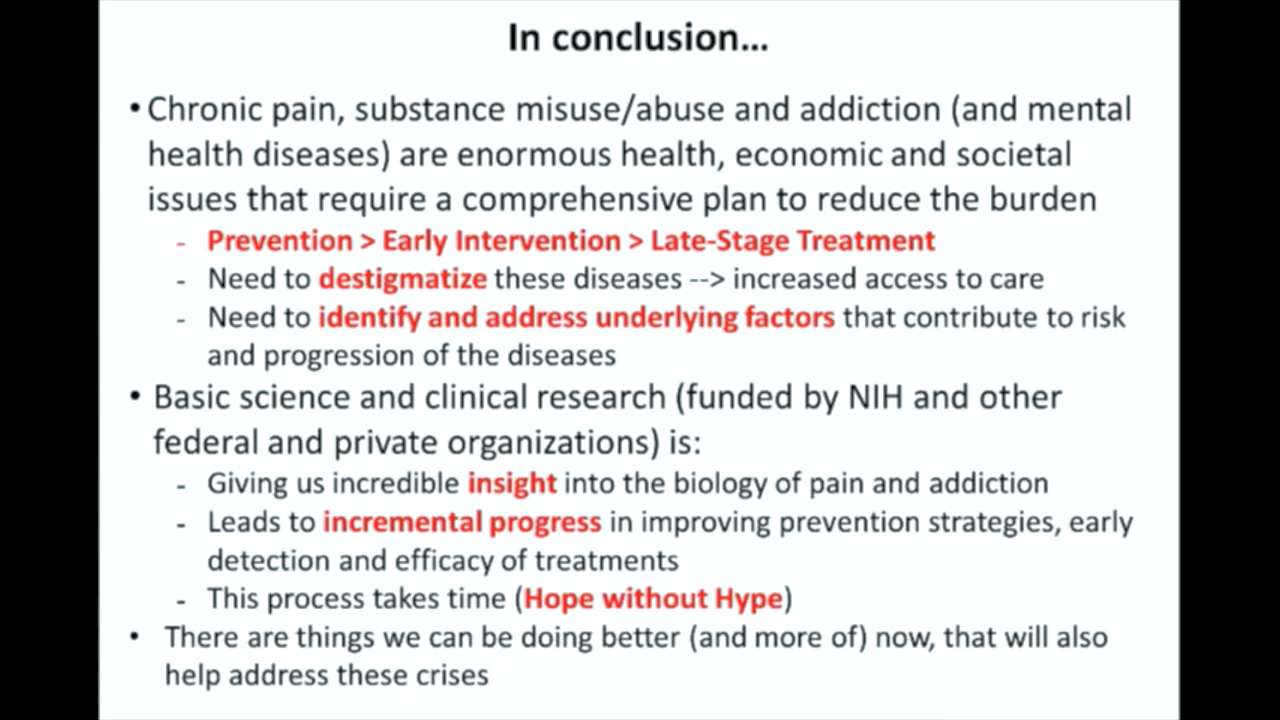 In conclusion...
• Chronic pain, substance misuse/abuse and addiction (and mental
health diseases) are enormous health, economic and societal
issues that require a comprehensive plan to reduce the burden
- Prevention > Early Intervention > Late-Stage Treatment
- Need to destigmatize these diseases --> increased access to care
- Need to identify and address underlying factors that contribute to risk
and progression of the diseases
• Basic science and clinical research (funded by NIH and other
federal and private organizations) is:
- Giving us incredible insight into the biology of pain and addiction
- Leads to incremental progress in improving prevention strategies, early
detection and efficacy of treatments
- This process takes time (Hope without Hype)
• There are things we can be doing better (and more of) now, that will also
help address these crises